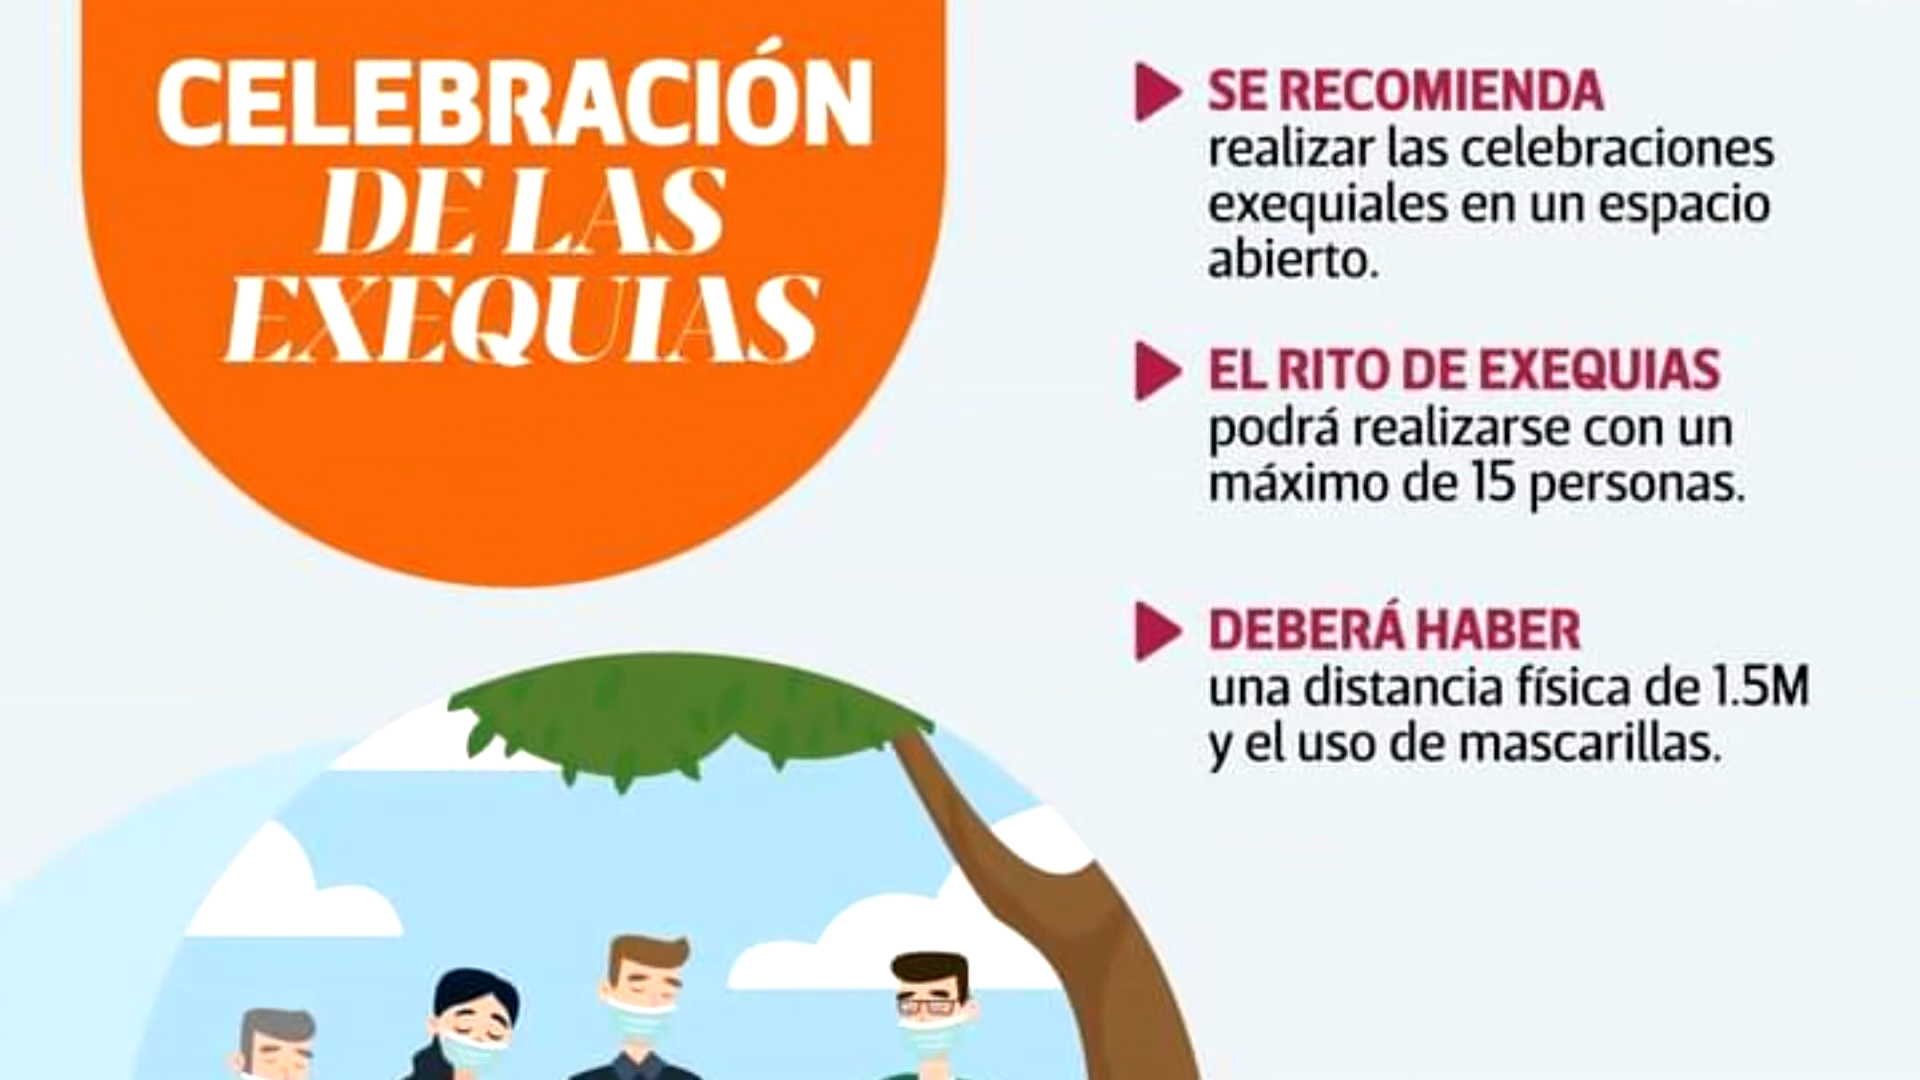 CELEBRACIÓN
DE LAS
EXEQUIAS
SE RECOMIENDA
realizar las celebraciones
exequiales en un espacio
abierto.
EL RITO DE EXEQUIAS
podrá realizarse con un
máximo de 15 personas.
DEBERÁ HABER
una distancia física de 1.5M
y el uso de mascarillas.